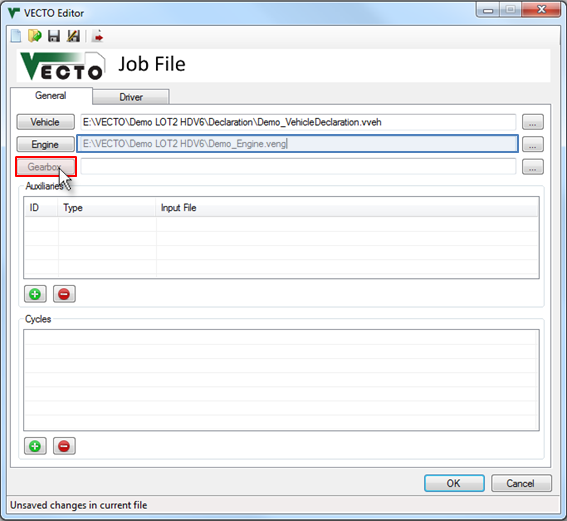 VECTO Editor
VECTO Job File
General Driver
Vehicle E:\VECTO\Demo LOT2 HDV6\Declaration\Demo_VehicleDeclaration.vveh ...
Engine E:\VECTO\Demo LOT2 HDV6\Demo_Engine.veng ...
Gearbox ...
Auxiliaries
ID Type Input File
Cycles
OK Cancel
Unsaved changes in current file